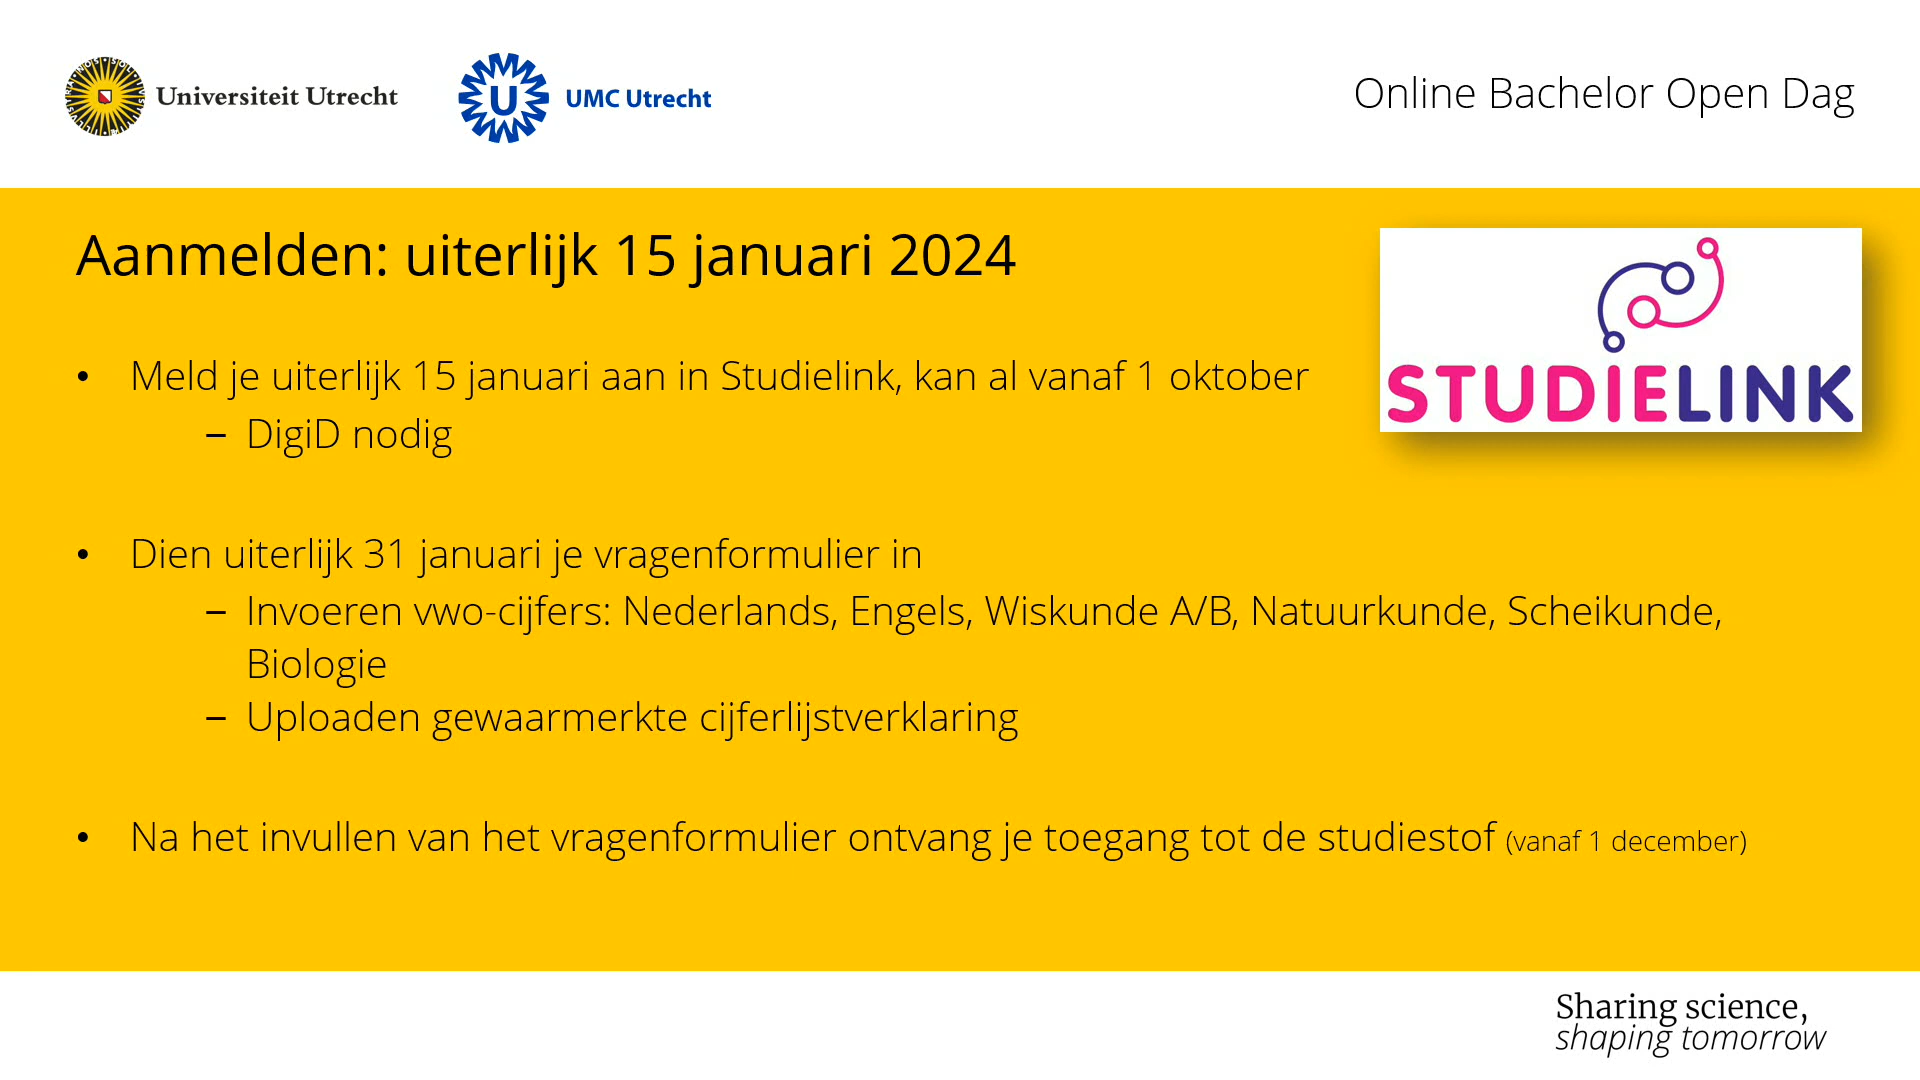 Universiteit Utrecht
UMC Utrecht
Online Bachelor Open Dag
Aanmelden: uiterlijk 15 januari 2024
STUDIELINK
• Meld je uiterlijk 15 januari aan in Studielink, kan al vanaf 1 oktober
– DigiD nodig
• Dien uiterlijk 31 januari je vragenformulier in
– Invoeren vwo-cijfers: Nederlands, Engels, Wiskunde A/B, Natuurkunde, Scheikunde,
Biologie
– Uploaden gewaarmerkte cijferlijstverklaring
• Na het invullen van het vragenformulier ontvang je toegang tot de studiestof (vanaf 1 december)
Sharing science,
shaping tomorrow